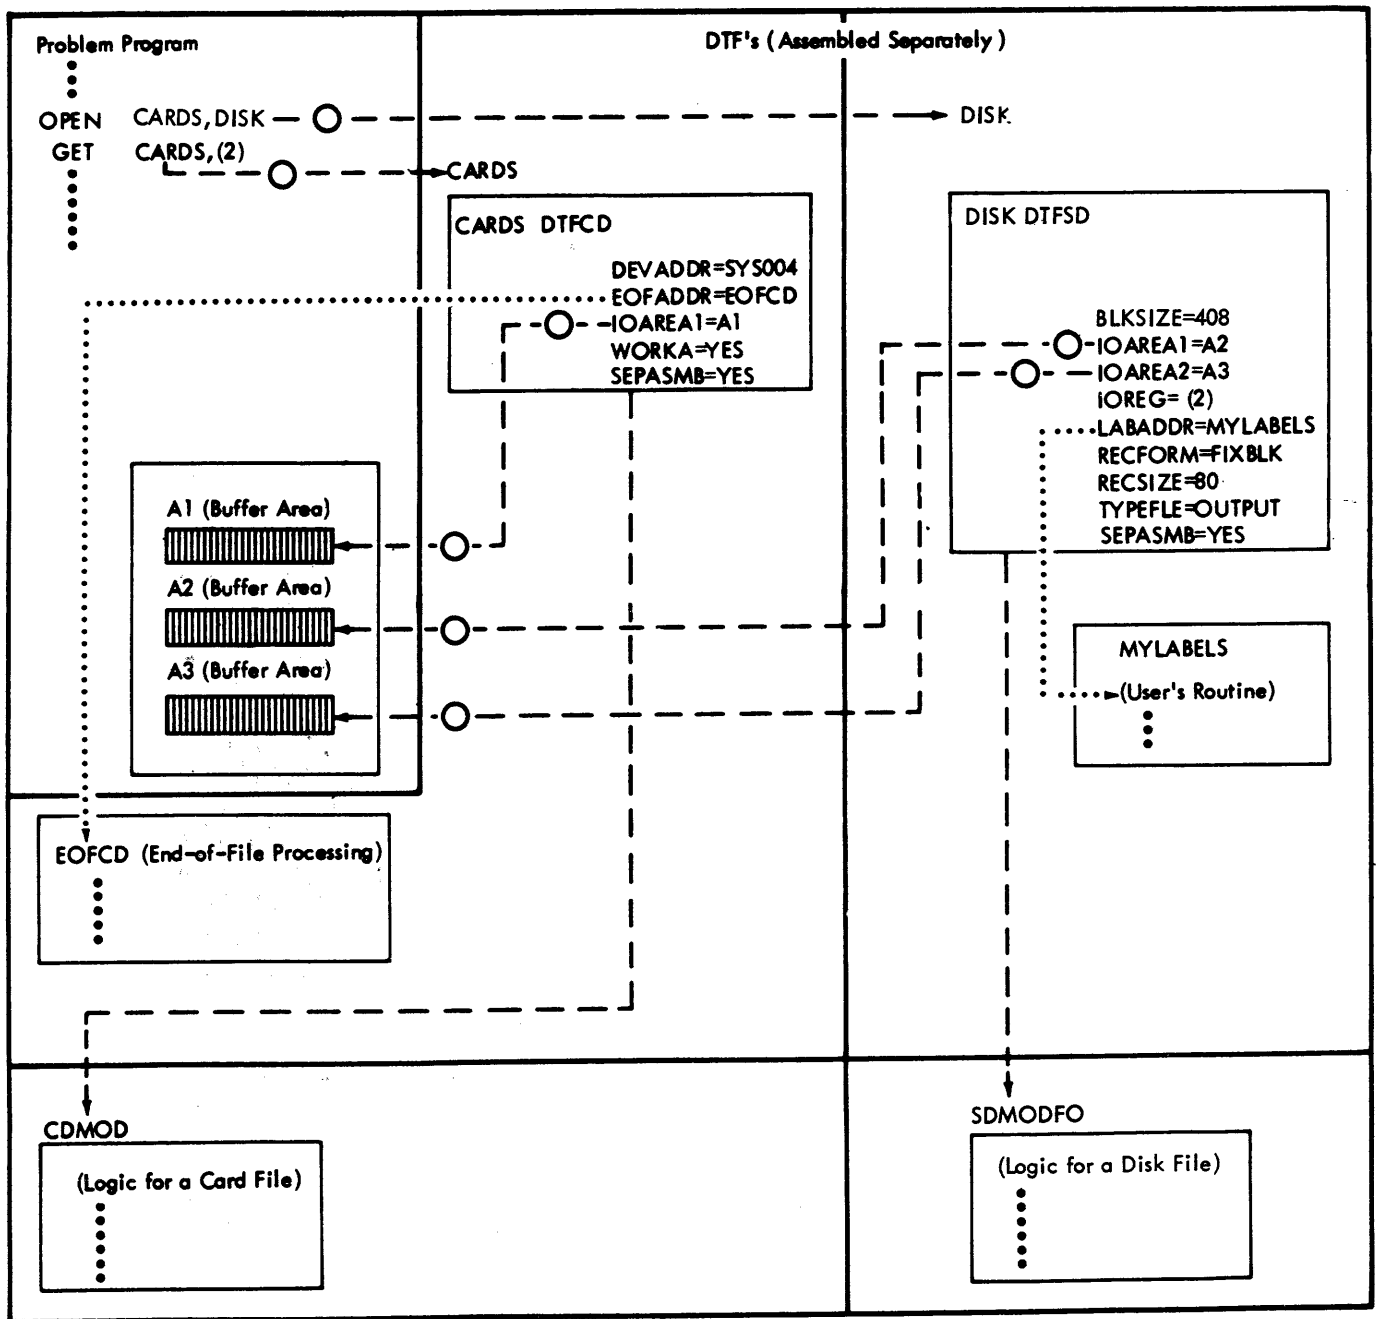 Problem Program
DTF's (Assembled Separately)
OPEN CARDS, DISK
DISK
GET CARDS, (2)
CARDS
CARDS DTFCD
DEVADDR=SYS004
EOFADDR=EOFCD
IOAREA1=A1
WORKA=YES
SEPASMB=YES
DISK DTFSD
BLKSIZE=408
IOAREA1=A2
IOAREA2=A3
IOREG= (2)
LABADDR=MYLABELS
RECFORM=FIXBLK
RECSIZE=80
TYPEFLE=OUTPUT
SEPASMB=YES
A1 (Buffer Area)
A2 (Buffer Area)
A3 (Buffer Area)
MYLABELS
(User's Routine)
EOFCD (End-of-File Processing)
CDMOD
(Logic for a Card File)
SDMODFO
(Logic for a Disk File)